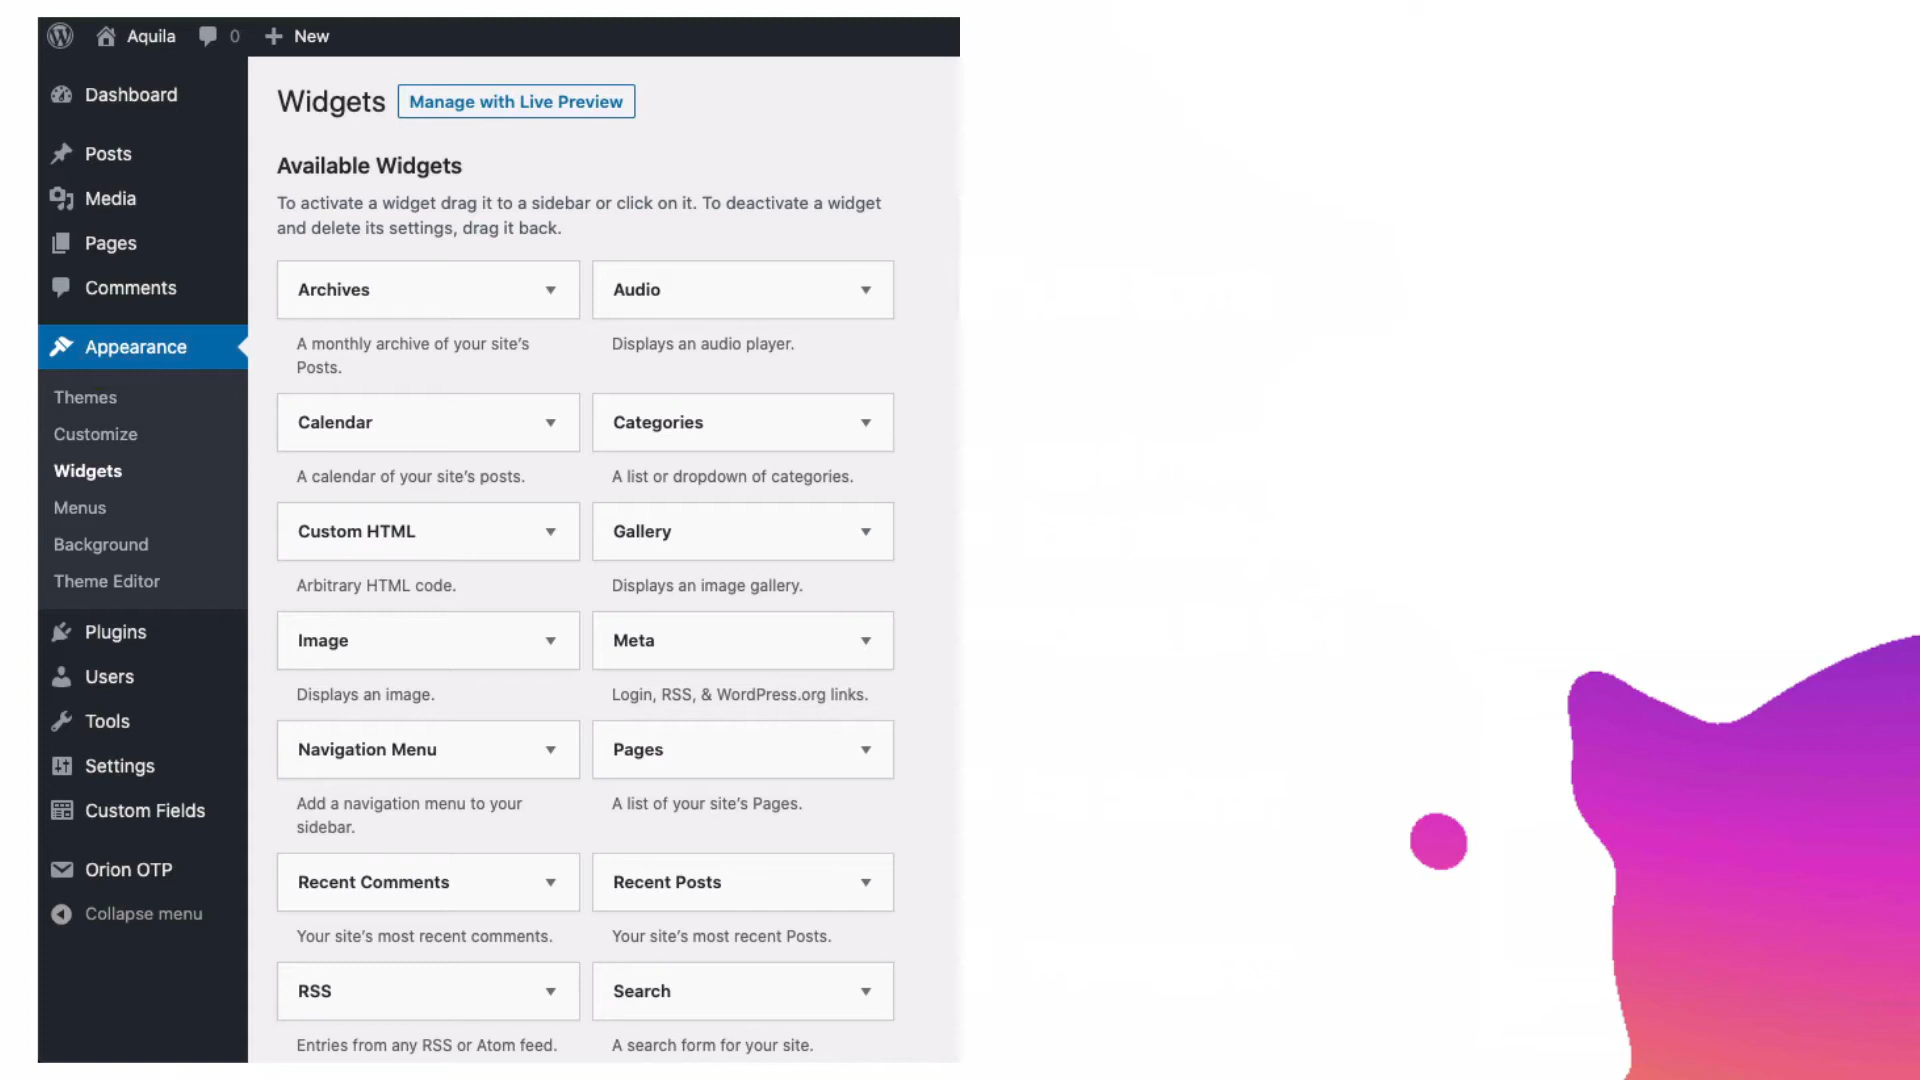 Aquila
0
New
Dashboard
Posts
Media
Pages
Comments
Appearance
Themes
Customize
Widgets
Menus
Background
Theme Editor
Plugins
Users
Tools
Settings
Custom Fields
Orion OTP
Collapse menu
Widgets
Manage with Live Preview
Available Widgets
To activate a widget drag it to a sidebar or click on it. To deactivate a widget
and delete its settings, drag it back.
Archives
A monthly archive of your site’s
Posts.
Audio
Displays an audio player.
Calendar
A calendar of your site’s posts.
Categories
A list or dropdown of categories.
Custom HTML
Arbitrary HTML code.
Gallery
Displays an image gallery.
Image
Displays an image.
Meta
Login, RSS, & WordPress.org links.
Navigation Menu
Add a navigation menu to your
sidebar.
Pages
A list of your site’s Pages.
Recent Comments
Your site’s most recent comments.
Recent Posts
Your site’s most recent Posts.
RSS
Entries from any RSS or Atom feed.
Search
A search form for your site.